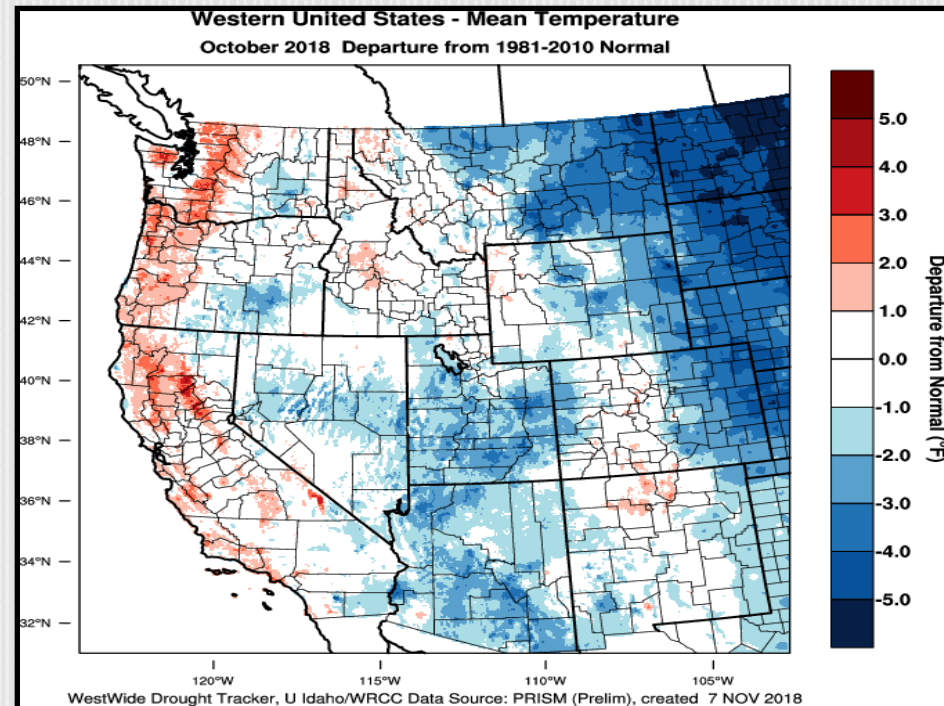 Western United States - Mean Temperature
October 2018 Departure from 1981-2010 Normal
50°N
48°N
46°N
44°N
42°N
40°N
38°N
36°N
34°N
32°N
120°W
115°W
110°W
105°W
5.0
4.0
3.0
2.0
1.0
0.0
-1.0
-2.0
-3.0
-4.0
-5.0
Departure from Normal (°F)
WestWide Drought Tracker, U Idaho/WRCC Data Source: PRISM (Prelim), created 7 NOV 2018